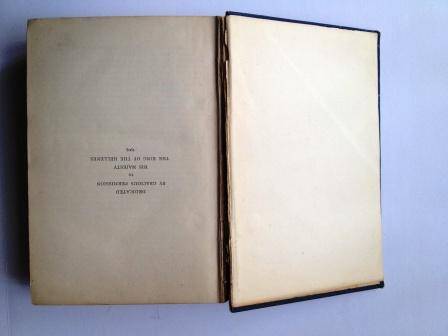 DEDICATED
BY GRACIOUS PERMISSION
TO
HIS MAJESTY
THE KING OF THE HELLENES